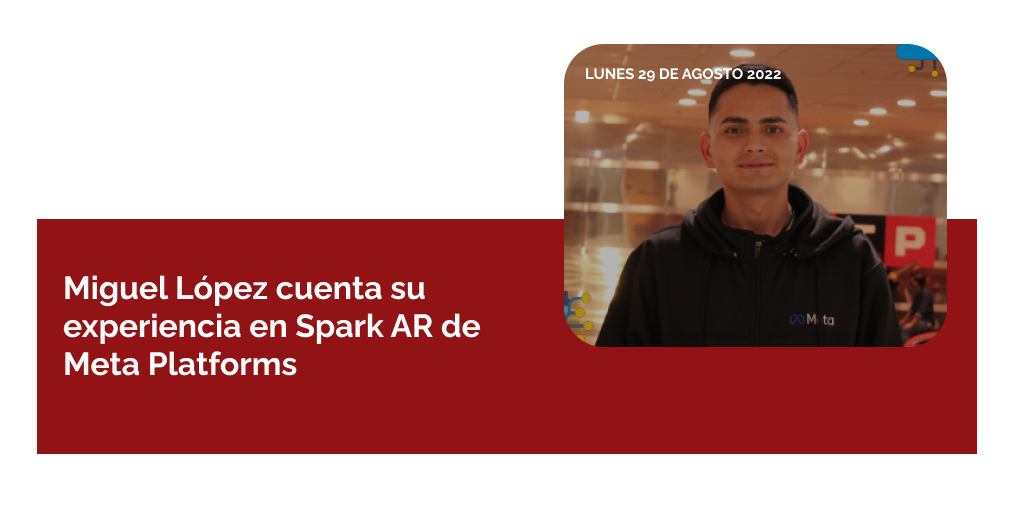 LUNES 29 DE AGOSTO 2022
Miguel López cuenta su
experiencia en Spark AR de
Meta Platforms
P
Meta